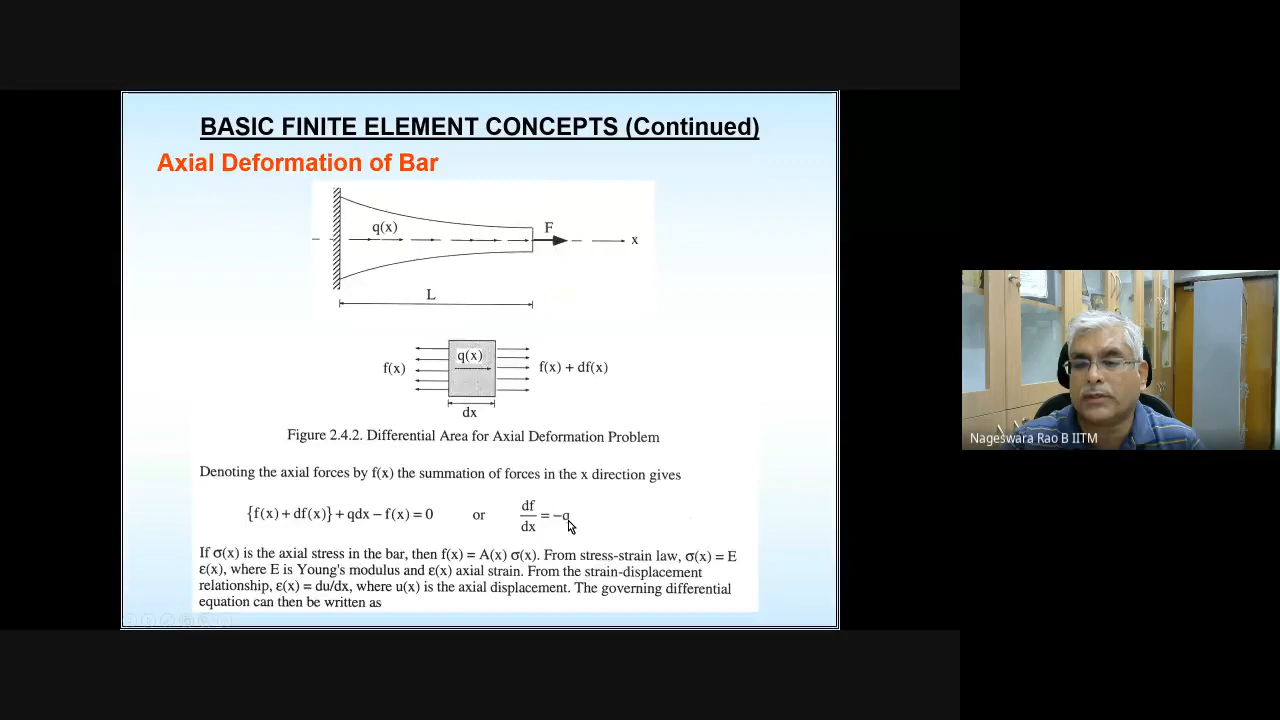 BASIC FINITE ELEMENT CONCEPTS (Continued)
Axial Deformation of Bar
q(x)
F
x
L
f(x)
q(x)
f(x) + df(x)
dx
Figure 2.4.2. Differential Area for Axial Deformation Problem
Denoting the axial forces by f(x) the summation of forces in the x direction gives
{f(x) + df(x)} + qdx − f(x) = 0 or df/dx = −q
If σ(x) is the axial stress in the bar, then f(x) = A(x) σ(x). From stress-strain law, σ(x) = E
ε(x), where E is Young's modulus and ε(x) axial strain. From the strain-displacement
relationship, ε(x) = du/dx, where u(x) is the axial displacement. The governing differential
equation can then be written as
Nageswara Rao B IITM